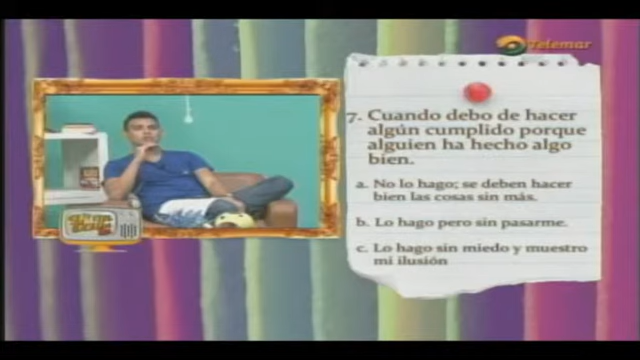 Telemar
7. Cuando debo de hacer
algún cumplido porque
alguien ha hecho algo
bien.
a. No lo hago; se deben hacer
bien las cosas sin más.
b. Lo hago pero sin pasarme.
c. Lo hago sin miedo y muestro
mi ilusión